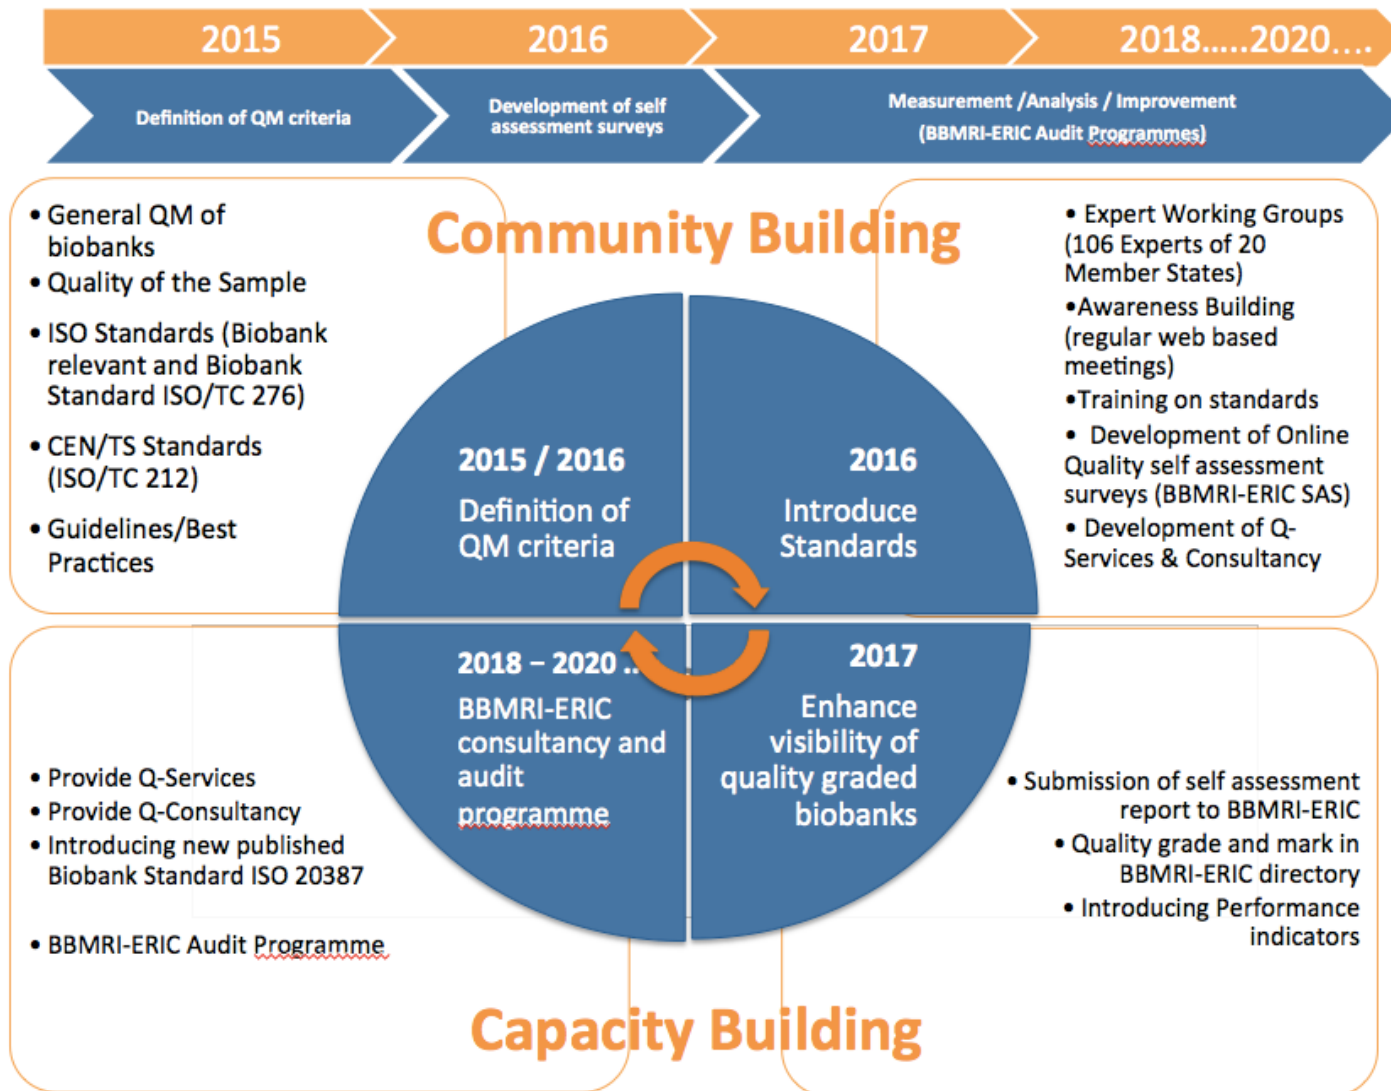 2015
2016
2017
2018.....2020....
Definition of QM criteria
Development of self
assessment surveys
Measurement /Analysis / Improvement
(BBMRI-ERIC Audit Programmes)
Community Building
• General QM of
biobanks
• Quality of the Sample
• ISO Standards (Biobank
relevant and Biobank
Standard ISO/TC 276)
• CEN/TS Standards
(ISO/TC 212)
• Guidelines/Best
Practices
• Expert Working Groups
(106 Experts of 20
Member States)
•Awareness Building
(regular web based
meetings)
•Training on standards
• Development of Online
Quality self assessment
surveys (BBMRI-ERIC SAS)
• Development of Q-
Services & Consultancy
2015 / 2016
Definition of
QM criteria
2016
Introduce
Standards
2018 – 2020 ..
BBMRI-ERIC
consultancy and
audit
programme
2017
Enhance
visibility of
quality graded
biobanks
• Provide Q-Services
• Provide Q-Consultancy
• Introducing new published
Biobank Standard ISO 20387
• BBMRI-ERIC Audit Programme
• Submission of self assessment
report to BBMRI-ERIC
• Quality grade and mark in
BBMRI-ERIC directory
• Introducing Performance
indicators
Capacity Building